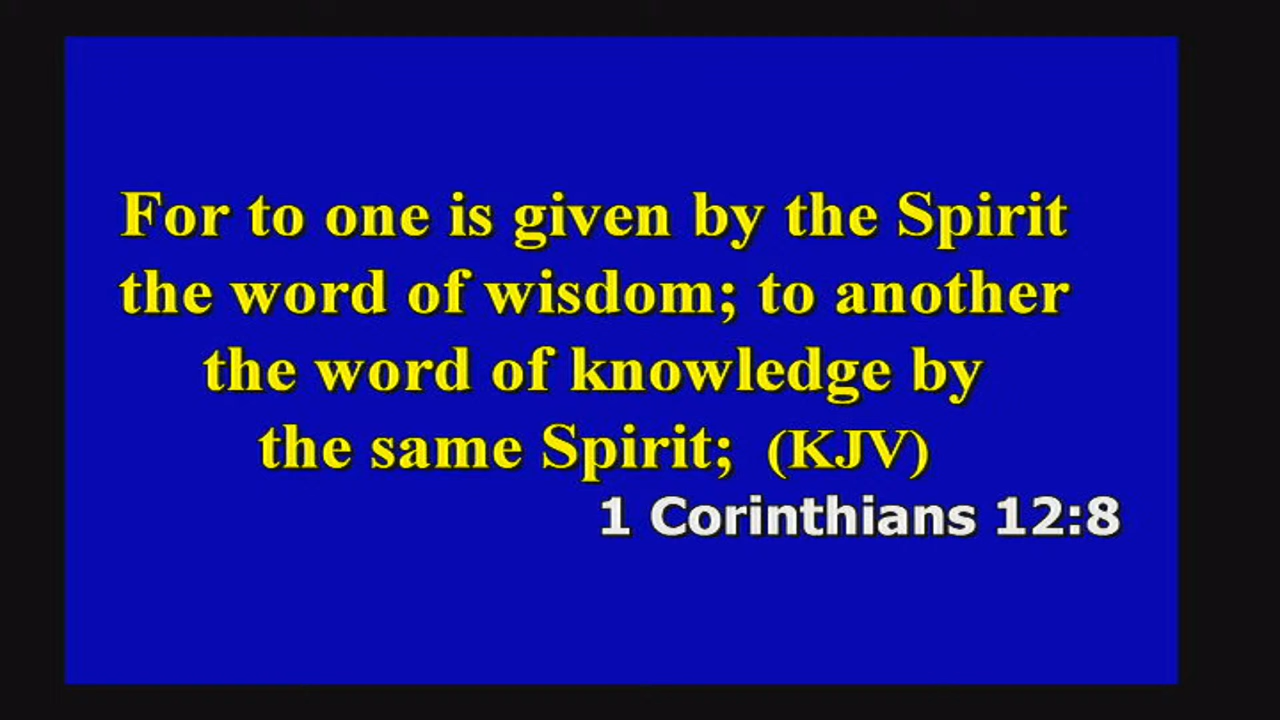 For to one is given by the Spirit
the word of wisdom; to another
the word of knowledge by
the same Spirit; (KJV)
1 Corinthians 12:8